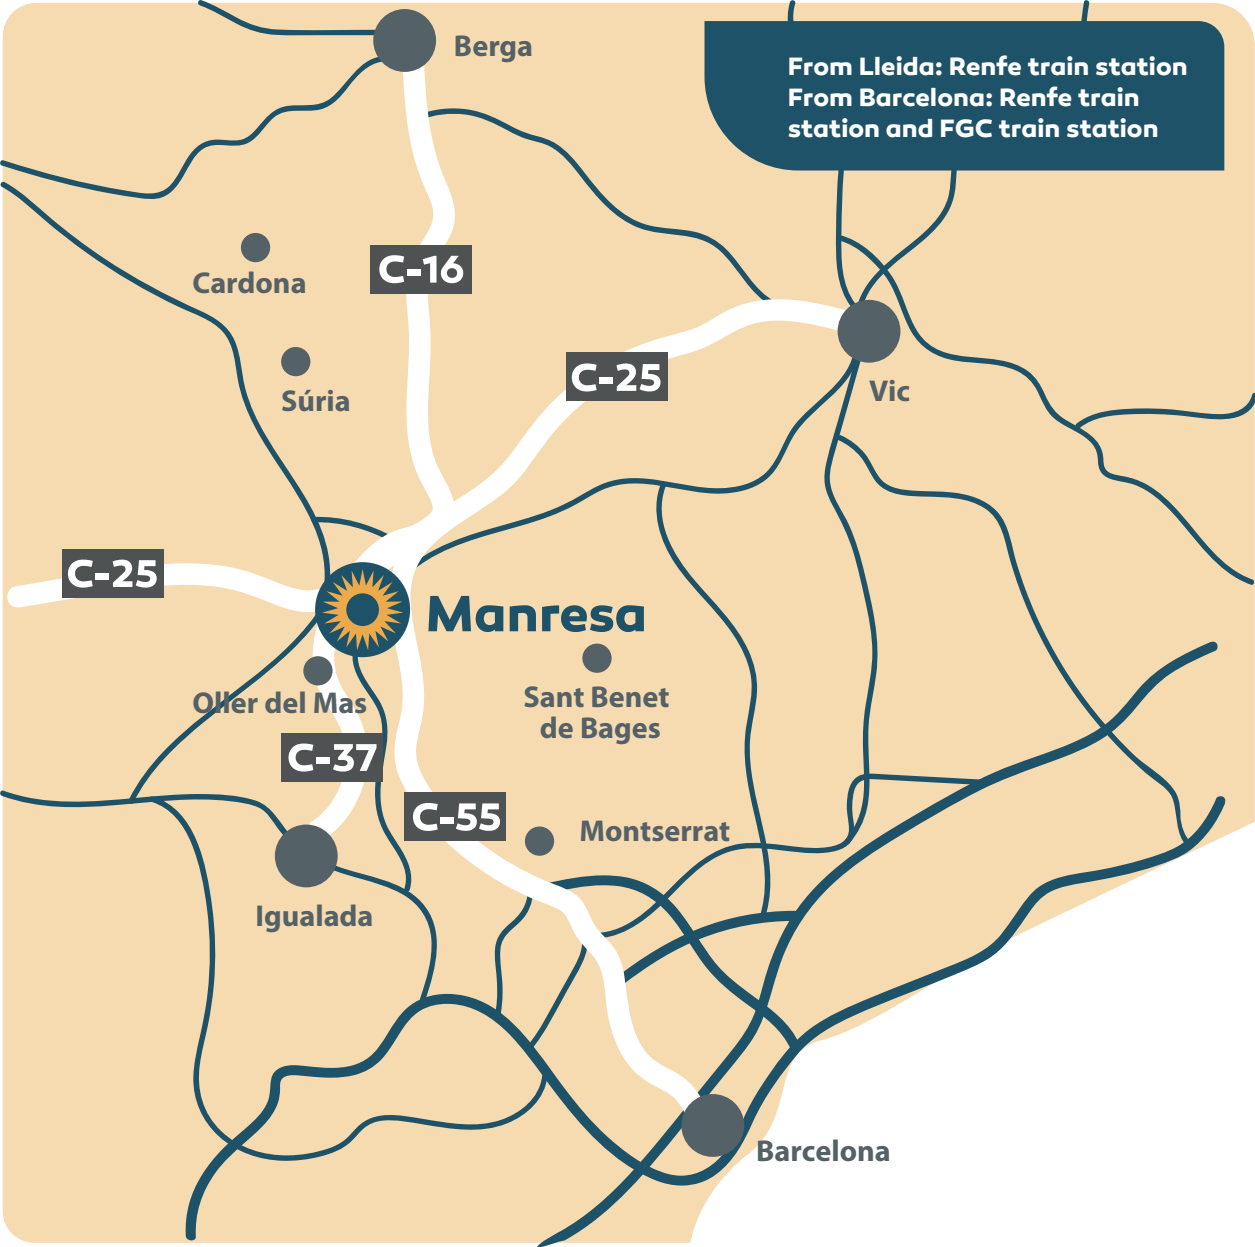 Berga
From Lleida: Renfe train station
From Barcelona: Renfe train
station and FGC train station
Cardona
C-16
Súria
C-25
Vic
C-25
Manresa
Oller del Mas
Sant Benet
de Bages
C-37
C-55
Montserrat
Igualada
Barcelona